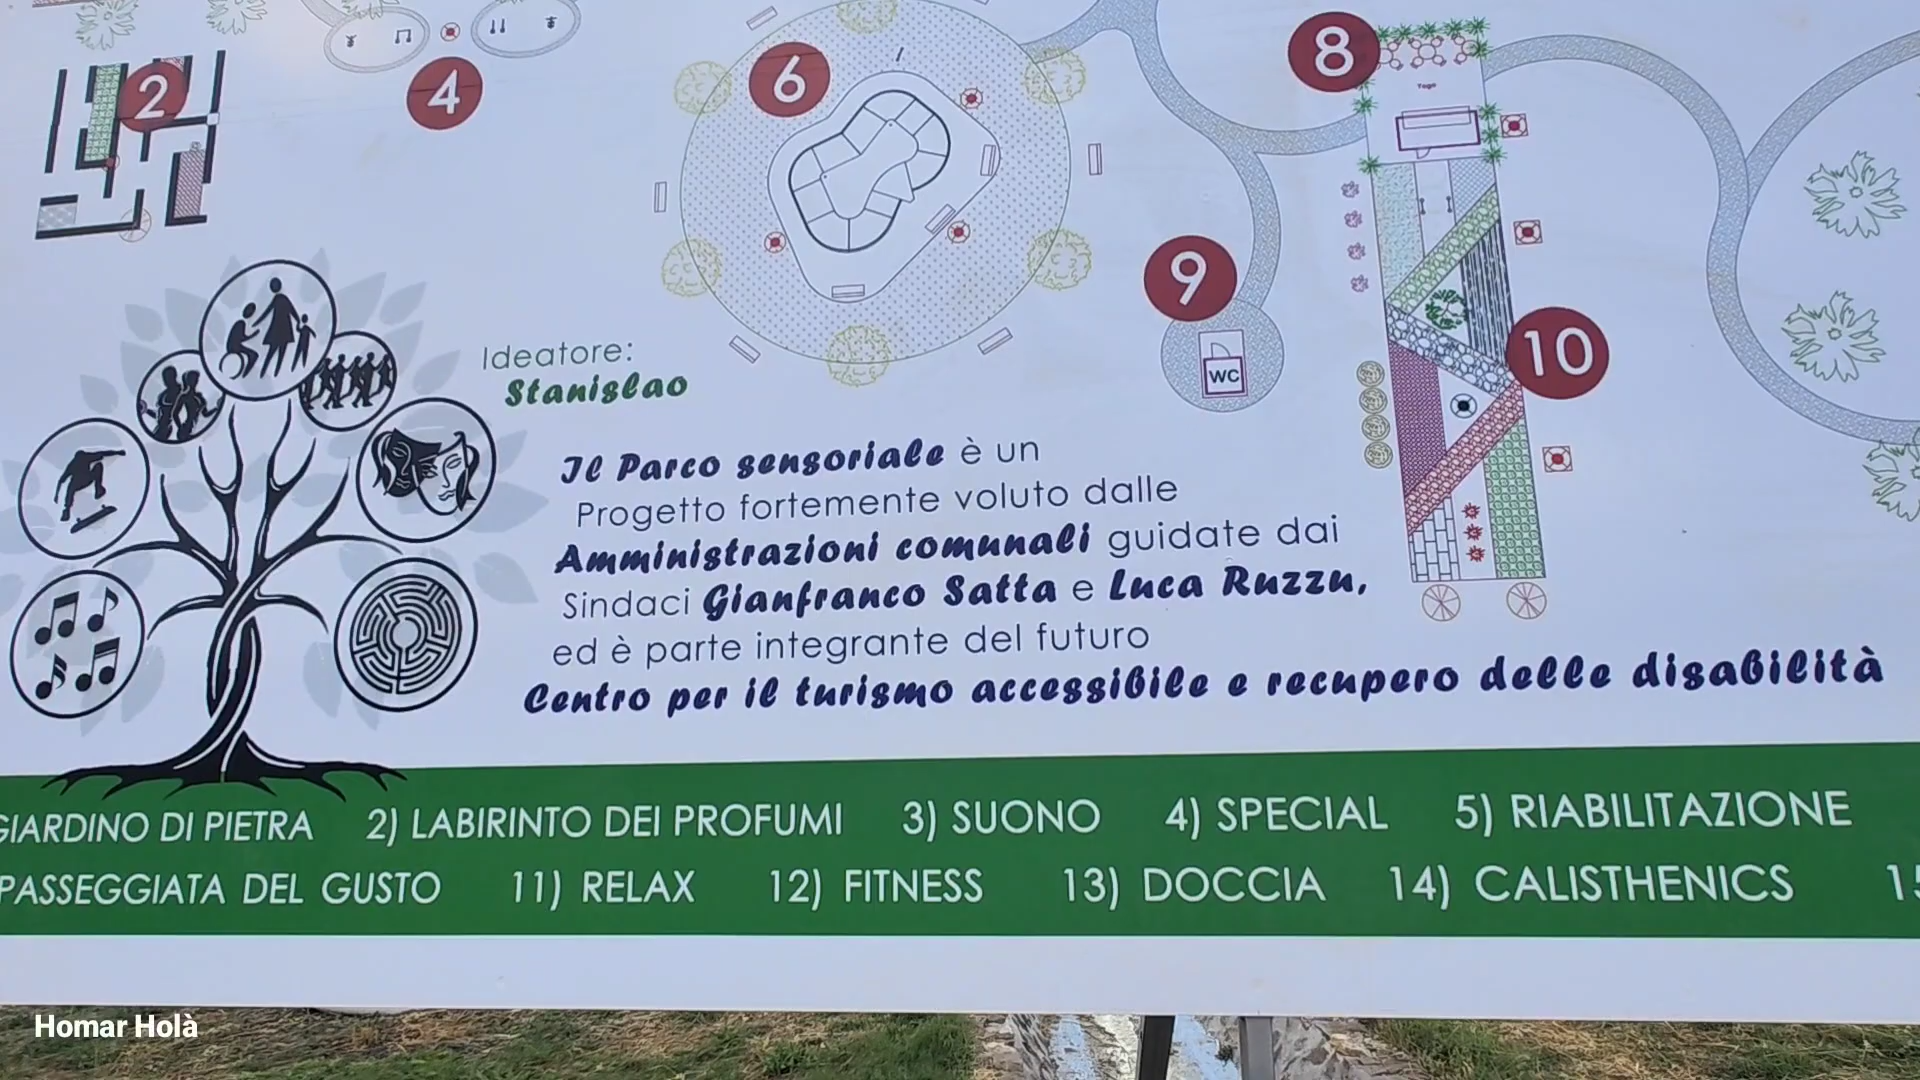 2
4
6
8
Yoga
9
WC
10
Ideatore:
Stanislao
Il Parco sensoriale è un
Progetto fortemente voluto dalle
Amministrazioni comunali guidate dai
Sindaci Gianfranco Satta e Luca Ruzzu,
ed è parte integrante del futuro
Centro per il turismo accessibile e recupero delle disabilità
GIARDINO DI PIETRA 2) LABIRINTO DEI PROFUMI 3) SUONO 4) SPECIAL 5) RIABILITAZIONE
PASSEGGIATA DEL GUSTO 11) RELAX 12) FITNESS 13) DOCCIA 14) CALISTHENICS 15
Homar Holà